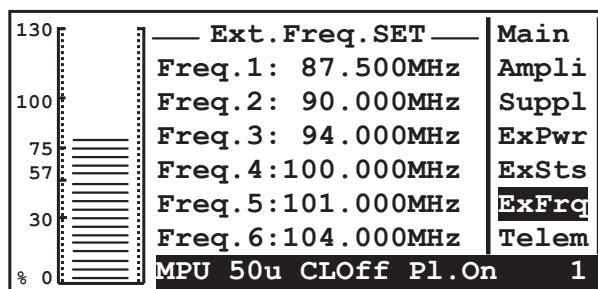 130
100
75
57
30
% 0
Ext.Freq.SET
Freq.1: 87.500MHz
Freq.2: 90.000MHz
Freq.3: 94.000MHz
Freq.4:100.000MHz
Freq.5:101.000MHz
Freq.6:104.000MHz
MPU 50u CLOff Pl.On 1
Main
Ampli
Suppl
ExPwr
ExSts
ExFrq
Telem